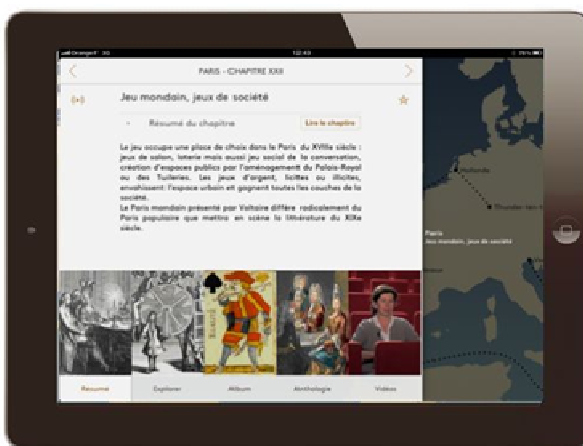 Orange F 3G
12:43
PARIS - CHAPITRE XXII
Jeu mondain, jeux de société
Résumé du chapitre
Lire le chapitre
Le jeu occupe une place de choix dans le Paris du XVIIIe siècle :
jeux de salon, loterie mais aussi jeu social de la conversation,
création d'espaces publics par l'aménagement du Palais-Royal
ou des Tuileries. Les jeux d'argent, licites ou illicites,
envahissent l'espace urbain et gagnent toutes les couches de la
société.
Le Paris mondain présenté par Voltaire diffère radicalement du
Paris populaire que mettra en scène la littérature du XIXe
siècle.
Hollande
Paris
Jeu mondain, jeux de société
Résumé
Explorer
Album
Anthologie
Vidéos